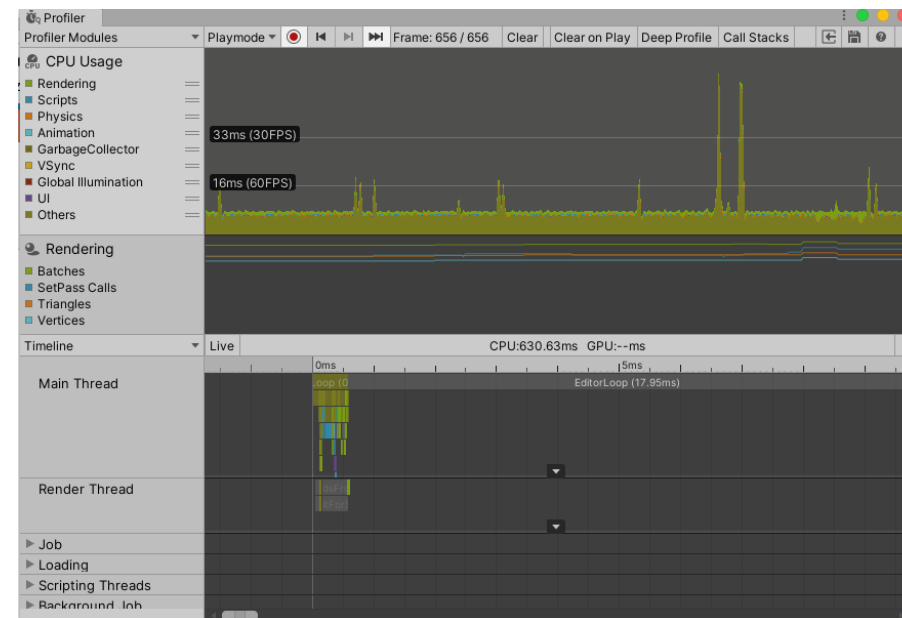 Profiler
Profiler Modules
Playmode
Frame: 656 / 656
Clear
Clear on Play
Deep Profile
Call Stacks
CPU Usage
Rendering
Scripts
Physics
Animation
GarbageCollector
VSync
Global Illumination
UI
Others
33ms (30FPS)
16ms (60FPS)
Rendering
Batches
SetPass Calls
Triangles
Vertices
Timeline
Live
CPU:630.63ms GPU:--ms
0ms
5ms
Main Thread
EditorLoop (17.95ms)
Render Thread
Job
Loading
Scripting Threads
Background Job